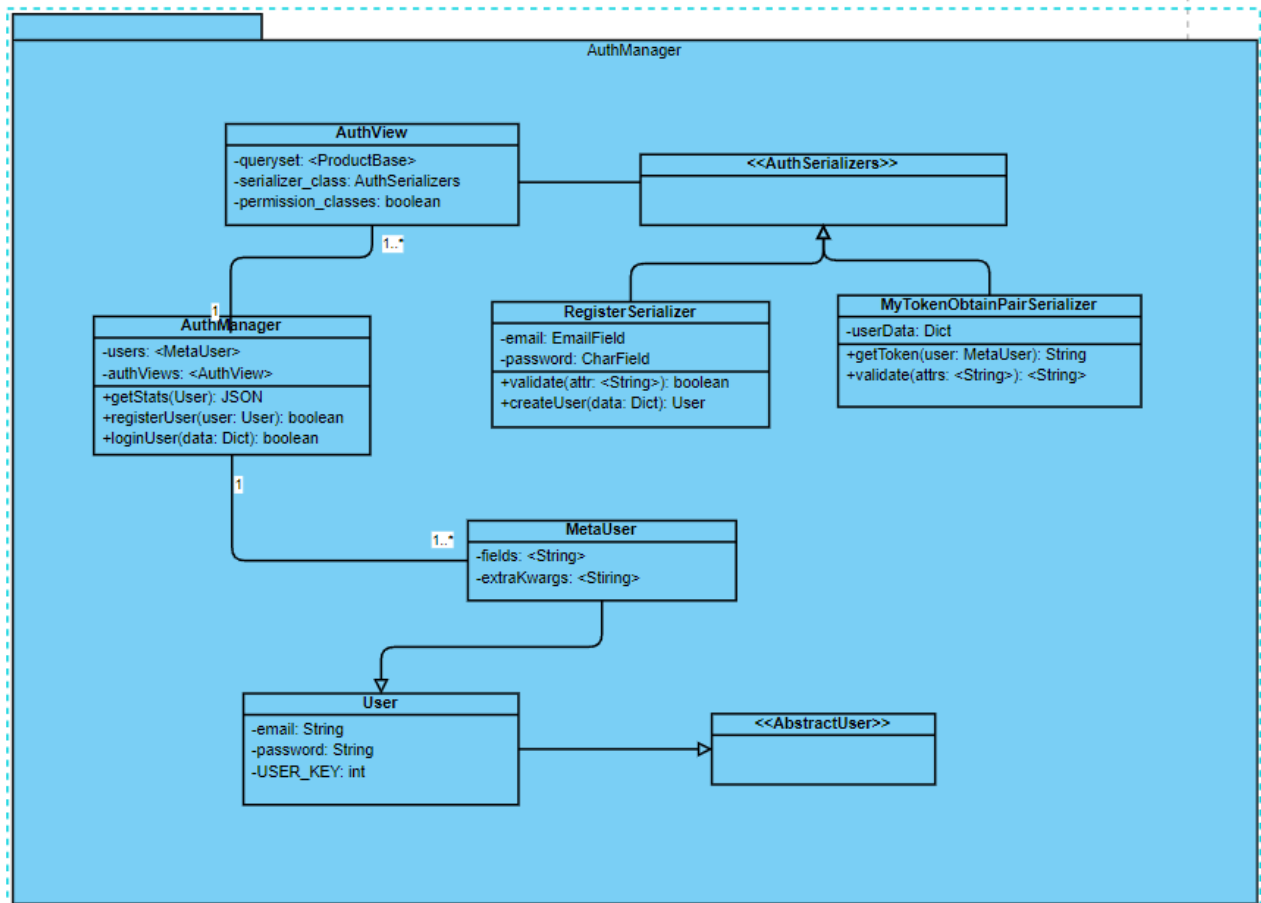 AuthManager
AuthView
-queryset: <ProductBase>
-serializer_class: AuthSerializers
-permission_classes: boolean
<<AuthSerializers>>
1..*
1
AuthManager
-users: <MetaUser>
-authViews: <AuthView>
+getStats(User): JSON
+registerUser(user: User): boolean
+loginUser(data: Dict): boolean
RegisterSerializer
-email: EmailField
-password: CharField
+validate(attr: <String>): boolean
+createUser(data: Dict): User
MyTokenObtainPairSerializer
-userData: Dict
+getToken(user: MetaUser): String
+validate(attrs: <String>): <String>
1
1..*
MetaUser
-fields: <String>
-extraKwargs: <Stiring>
User
-email: String
-password: String
-USER_KEY: int
<<AbstractUser>>